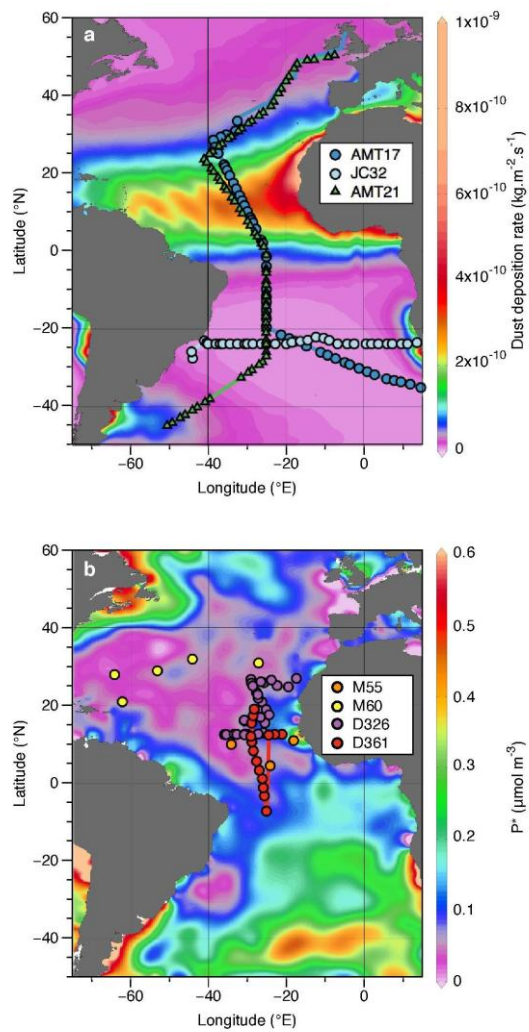 a
60
40
20
0
−20
−40
Latitude (°N)
−60
−40
−20
0
Longitude (°E)
AMT17
JC32
AMT21
1x10⁻⁹
8x10⁻¹⁰
6x10⁻¹⁰
4x10⁻¹⁰
2x10⁻¹⁰
0
Dust deposition rate (kg.m⁻² s⁻¹)
b
60
40
20
0
−20
−40
Latitude (°N)
−60
−40
−20
0
Longitude (°E)
M55
M60
D326
D361
0.6
0.5
0.4
0.3
0.2
0.1
0
P* (μmol m⁻³)